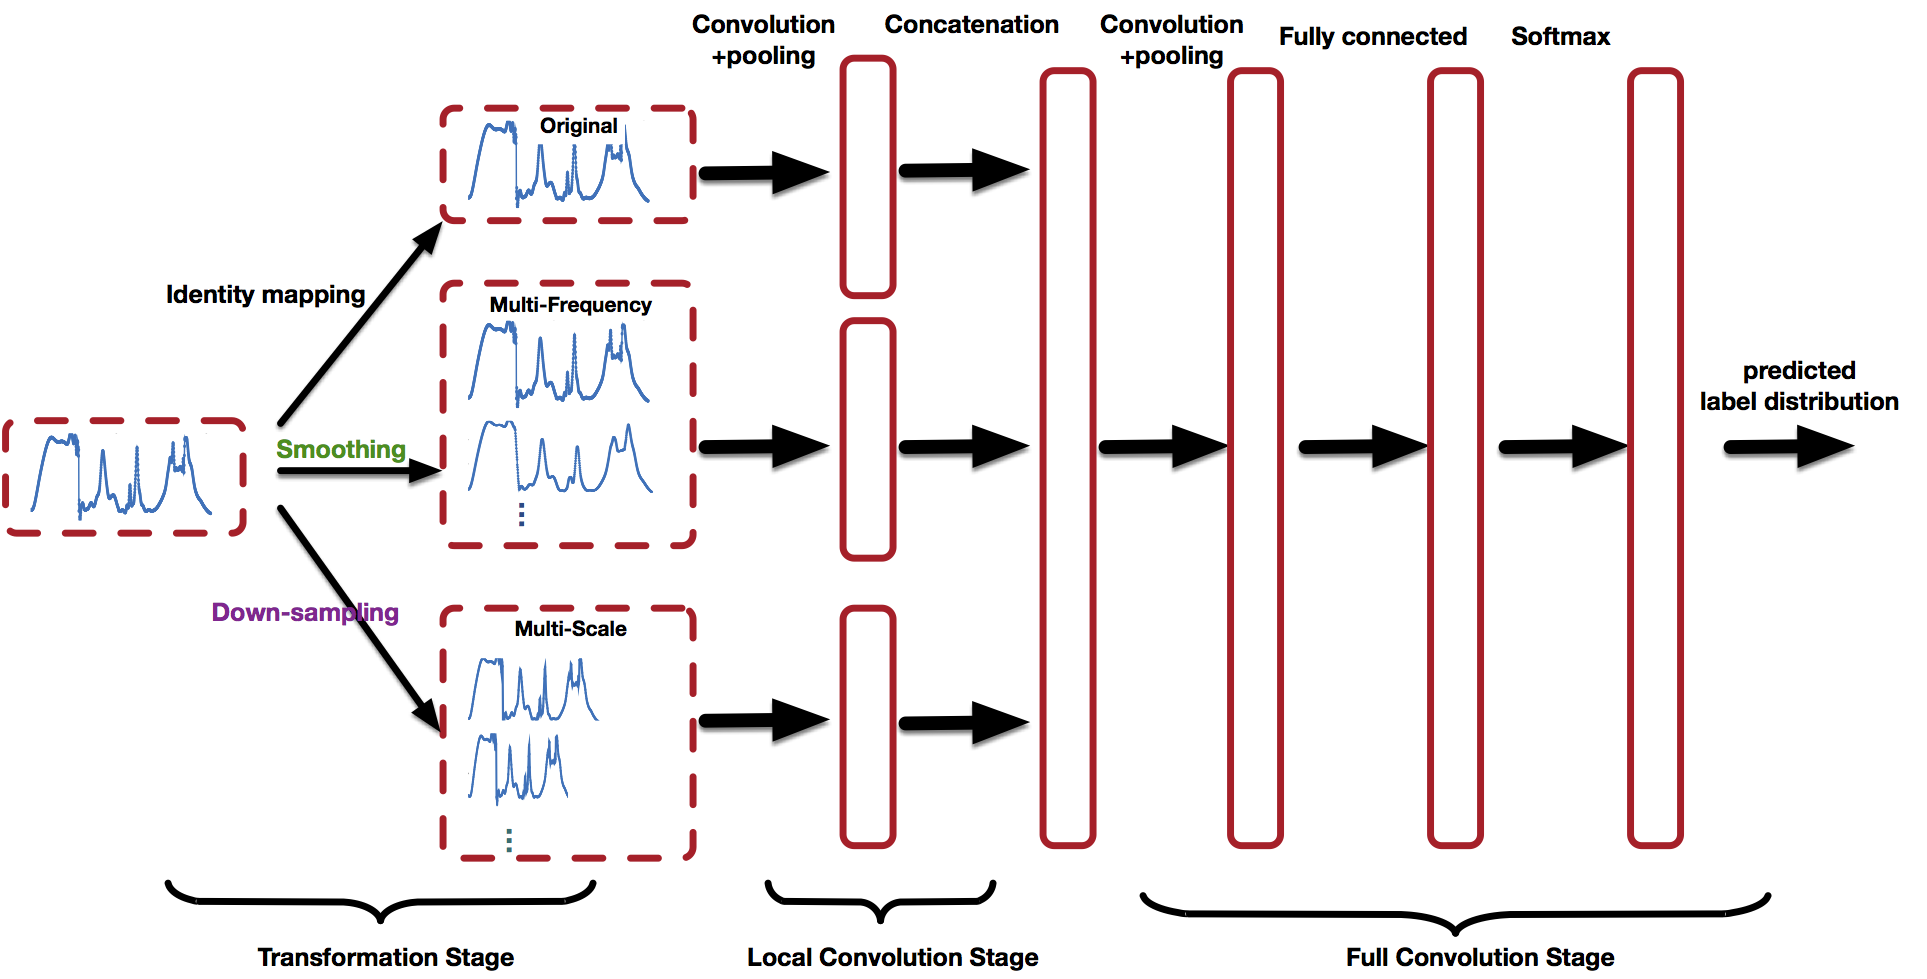 Convolution
+pooling
Concatenation
Convolution
+pooling
Fully connected
Softmax
Original
Identity mapping
Multi-Frequency
Smoothing
predicted
label distribution
Down-sampling
Multi-Scale
Transformation Stage
Local Convolution Stage
Full Convolution Stage